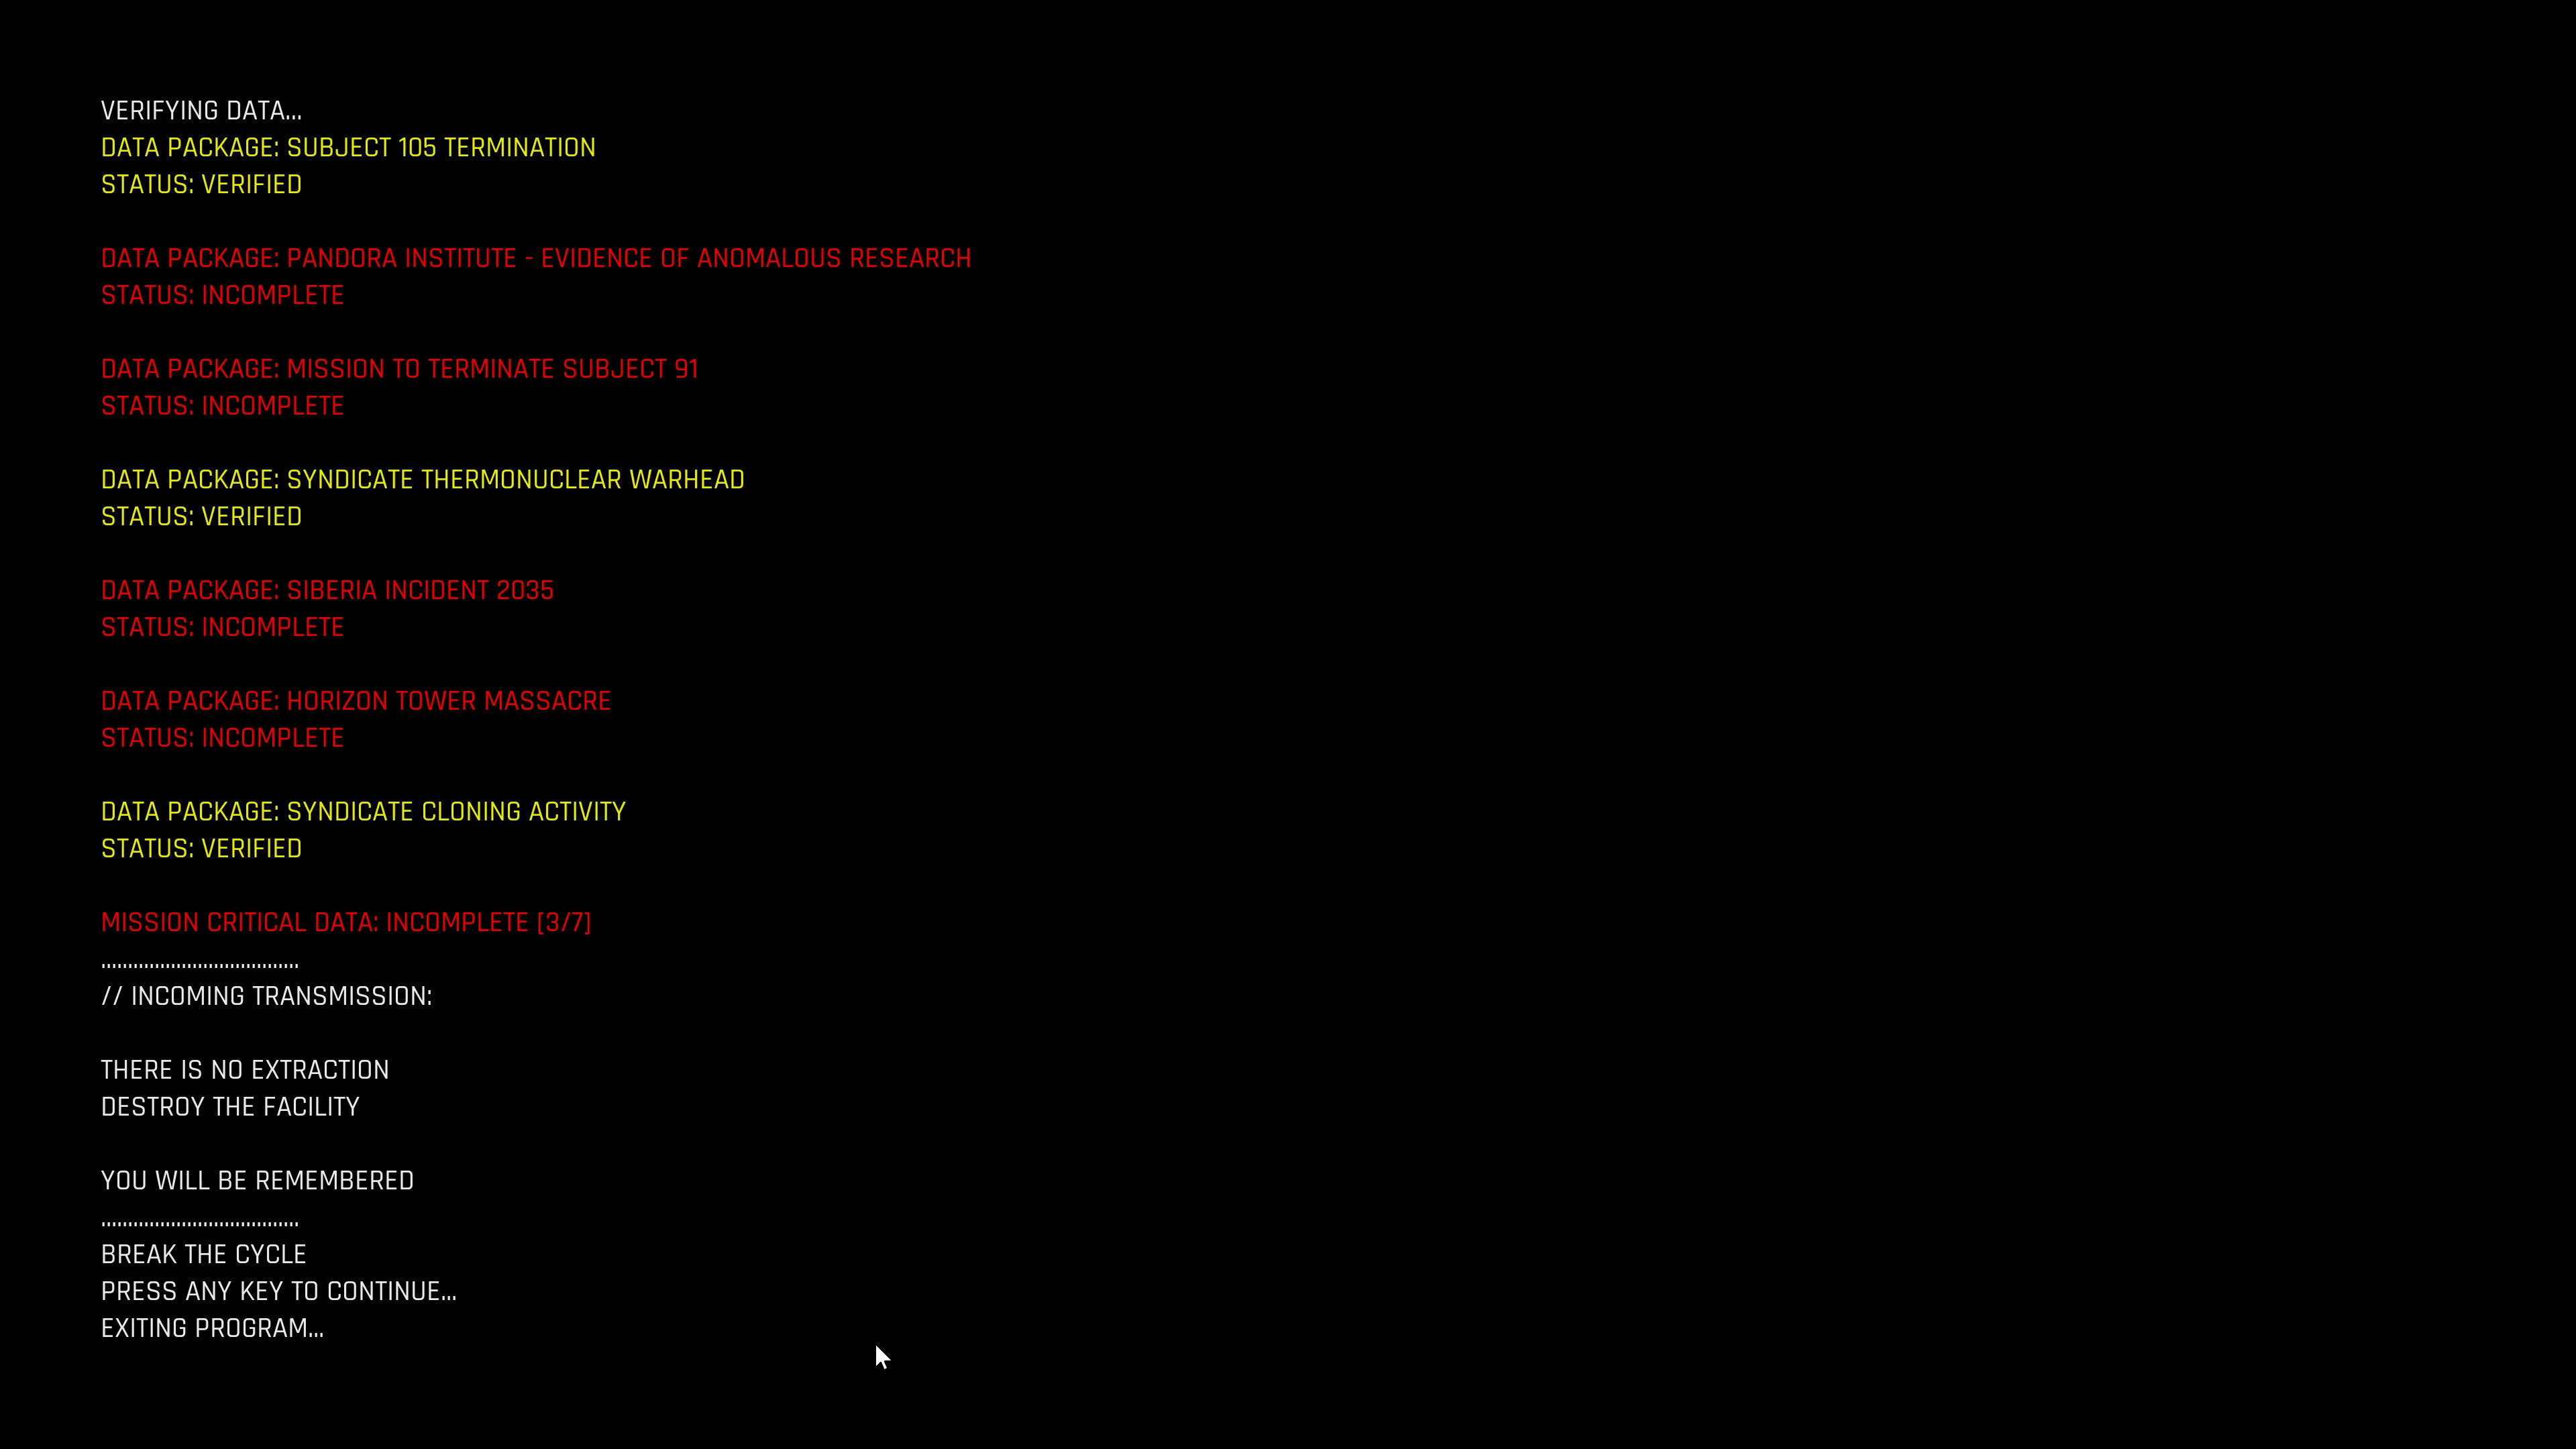 VERIFYING DATA...
DATA PACKAGE: SUBJECT 105 TERMINATION
STATUS: VERIFIED
DATA PACKAGE: PANDORA INSTITUTE - EVIDENCE OF ANOMALOUS RESEARCH
STATUS: INCOMPLETE
DATA PACKAGE: MISSION TO TERMINATE SUBJECT 91
STATUS: INCOMPLETE
DATA PACKAGE: SYNDICATE THERMONUCLEAR WARHEAD
STATUS: VERIFIED
DATA PACKAGE: SIBERIA INCIDENT 2035
STATUS: INCOMPLETE
DATA PACKAGE: HORIZON TOWER MASSACRE
STATUS: INCOMPLETE
DATA PACKAGE: SYNDICATE CLONING ACTIVITY
STATUS: VERIFIED
MISSION CRITICAL DATA: INCOMPLETE [3/7]
.....................................
// INCOMING TRANSMISSION:
THERE IS NO EXTRACTION
DESTROY THE FACILITY
YOU WILL BE REMEMBERED
.....................................
BREAK THE CYCLE
PRESS ANY KEY TO CONTINUE...
EXITING PROGRAM...